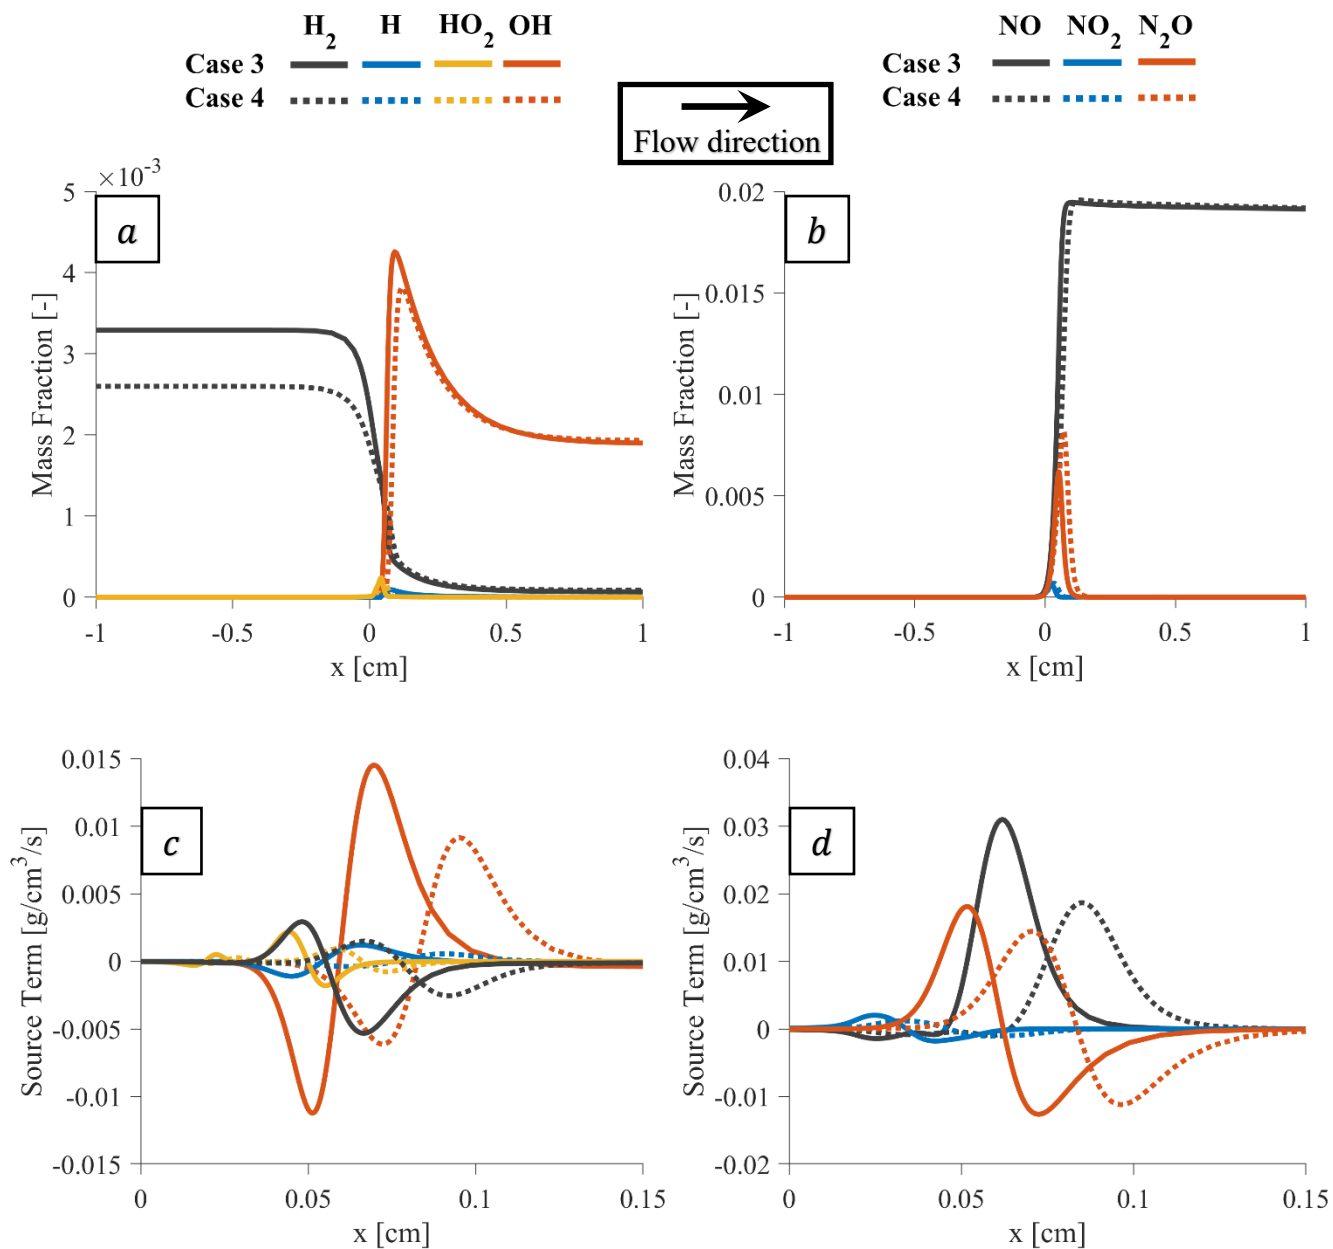 H2 H HO2 OH
Case 3
Case 4
NO NO2 N2O
Case 3
Case 4
Flow direction
×10-3
5
4
3
2
1
0
-1 -0.5 0 0.5 1
x [cm]
Mass Fraction [-]
a
0.02
0.015
0.01
0.005
0
-1 -0.5 0 0.5 1
x [cm]
Mass Fraction [-]
b
0.015
0.01
0.005
0
-0.005
-0.01
-0.015
0 0.05 0.1 0.15
x [cm]
Source Term [g/cm3/s]
c
0.04
0.03
0.02
0.01
0
-0.01
-0.02
0 0.05 0.1 0.15
x [cm]
Source Term [g/cm3/s]
d